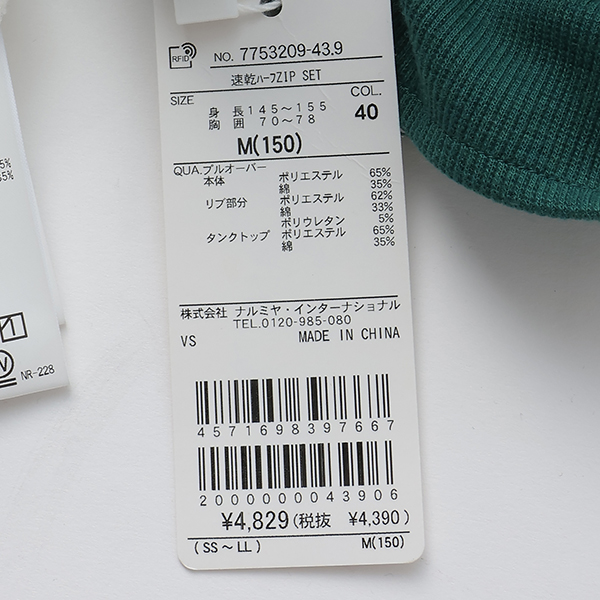 RFID
NO. 7753209-43.9
速乾ハーフZIP SET
SIZE COL.
身 長 145～155 40
胸 囲 70～78
M(150)
QUA.プルオーバー
本体 ポリエステル 65%
綿 35%
リブ部分 ポリエステル 62%
綿 33%
ポリウレタン 5%
タンクトップ ポリエステル 65%
綿 35%
株式会社 ナルミヤ・インターナショナル
TEL.0120-985-080
VS MADE IN CHINA
4571698397667
2000000043906
¥4,829(税抜 ¥4,390)
(SS～LL) M(150)
5%
5%
1
W
NR-228